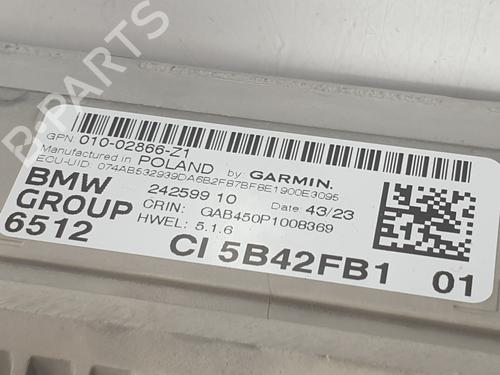 GPN 010-02866-Z1
Manufactured in POLAND by: GARMIN.
ECU-UID: 074AB532939DA5B2FB7BFBE1900E3095
BMW GROUP 6512
242599 10 Date: 43/23
CRIN: GAB450P1008369
HWEL: 5.1.6
CI 5B42FB1 01
B-PARTS